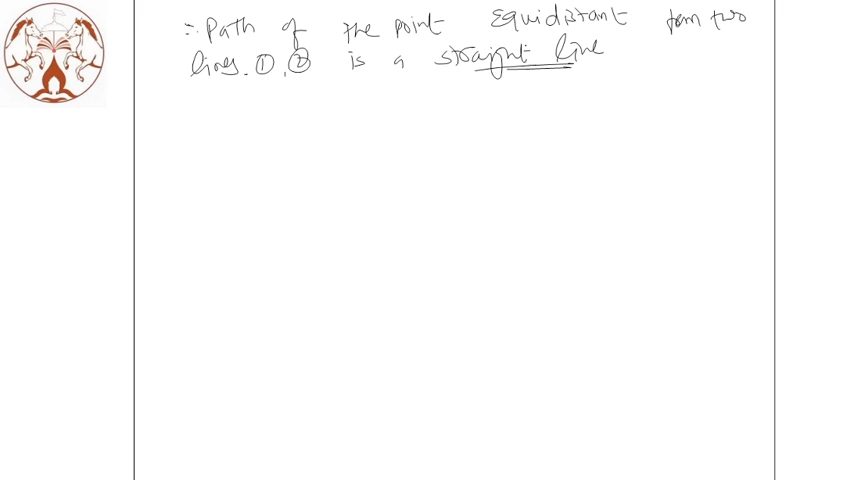 ∴ Path of the point equidistant from two
lines ①, ② is a straight line